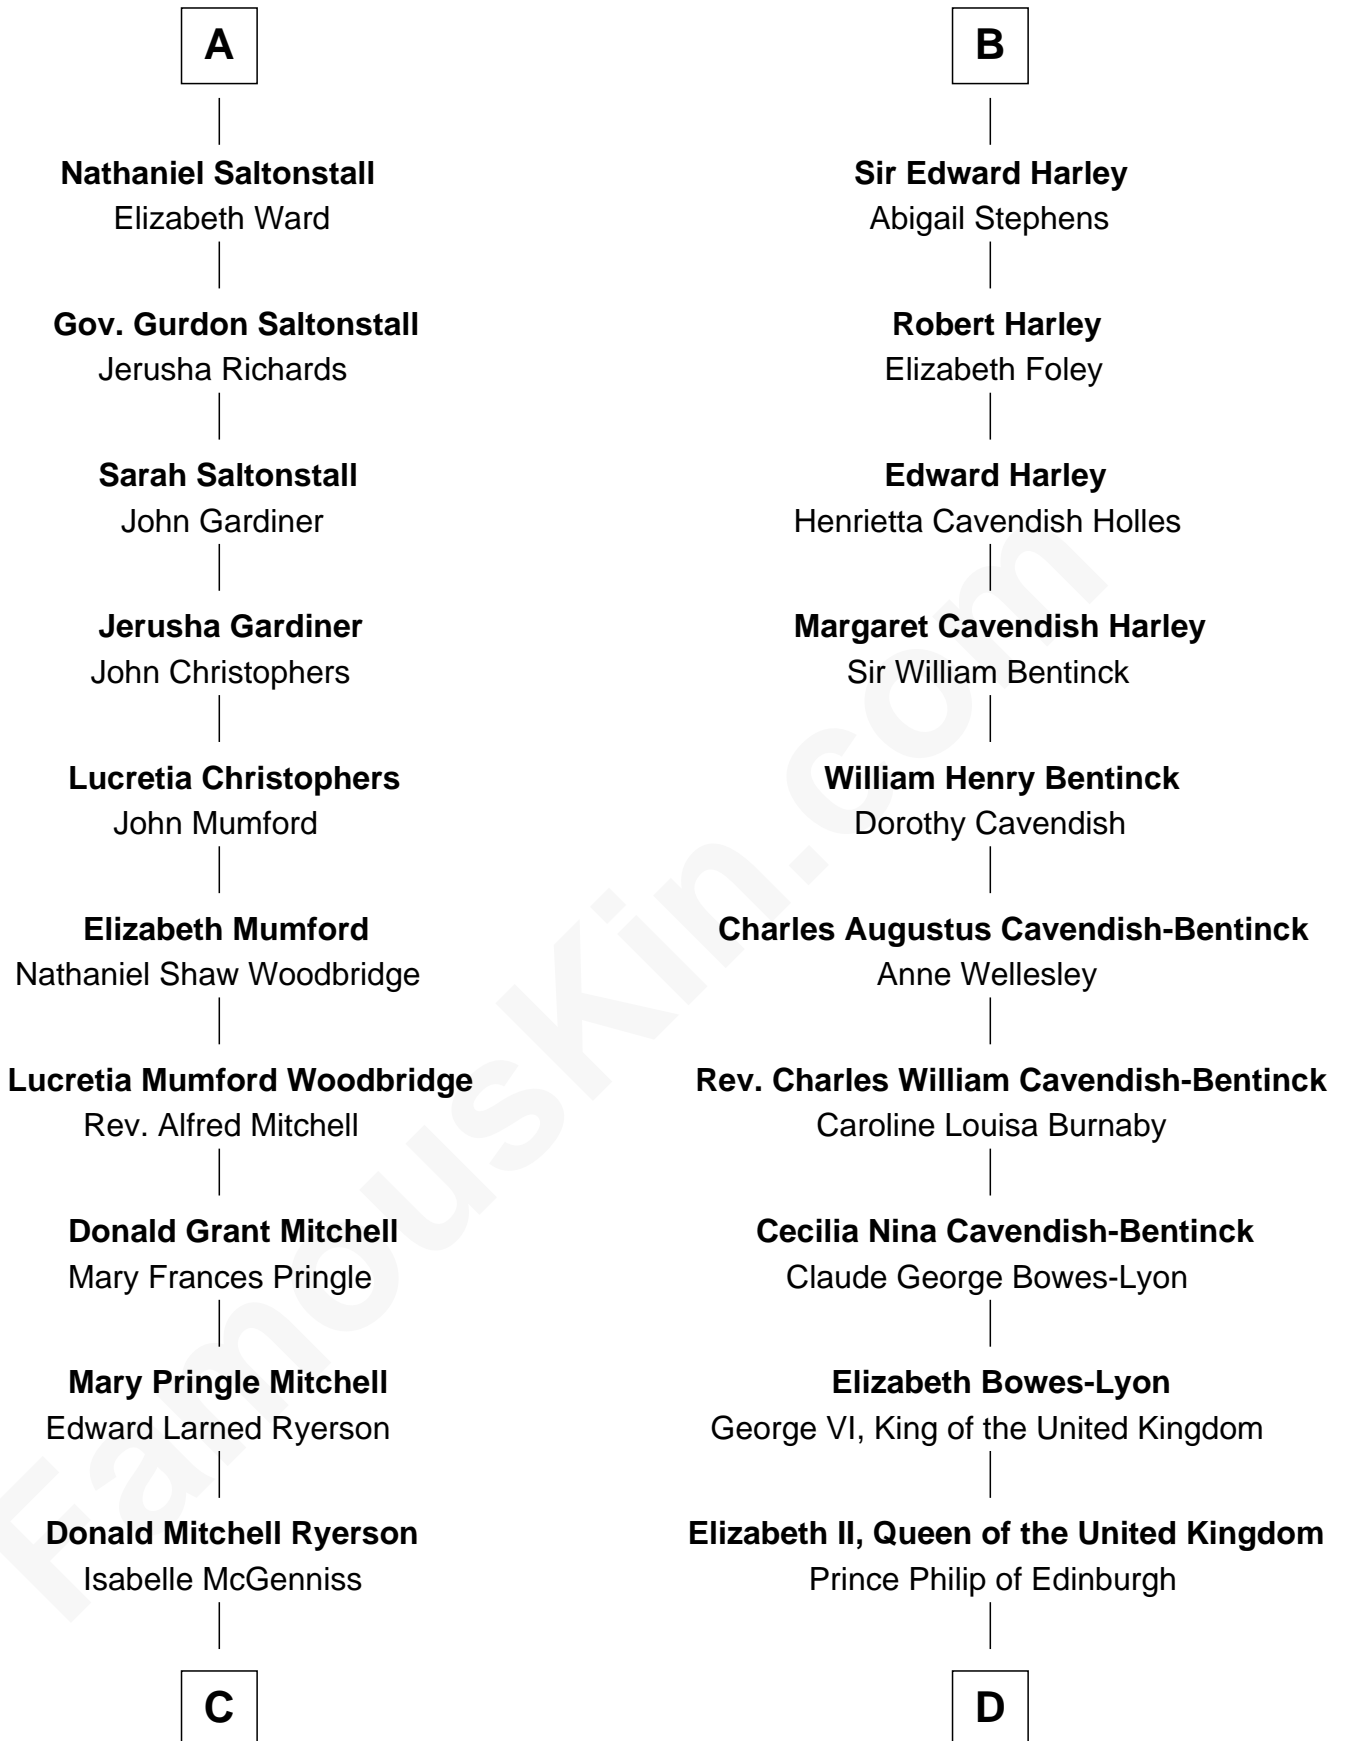 A
Nathaniel Saltonstall
Elizabeth Ward
Gov. Gurdon Saltonstall
Jerusha Richards
Sarah Saltonstall
John Gardiner
Jerusha Gardiner
John Christophers
Lucretia Christophers
John Mumford
Elizabeth Mumford
Nathaniel Shaw Woodbridge
Lucretia Mumford Woodbridge
Rev. Alfred Mitchell
Donald Grant Mitchell
Mary Frances Pringle
Mary Pringle Mitchell
Edward Larned Ryerson
Donald Mitchell Ryerson
Isabelle McGenniss
C
B
Sir Edward Harley
Abigail Stephens
Robert Harley
Elizabeth Foley
Edward Harley
Henrietta Cavendish Holles
Margaret Cavendish Harley
Sir William Bentinck
William Henry Bentinck
Dorothy Cavendish
Charles Augustus Cavendish-Bentinck
Anne Wellesley
Rev. Charles William Cavendish-Bentinck
Caroline Louisa Burnaby
Cecilia Nina Cavendish-Bentinck
Claude George Bowes-Lyon
Elizabeth Bowes-Lyon
George VI, King of the United Kingdom
Elizabeth II, Queen of the United Kingdom
Prince Philip of Edinburgh
D
FamousKin.com